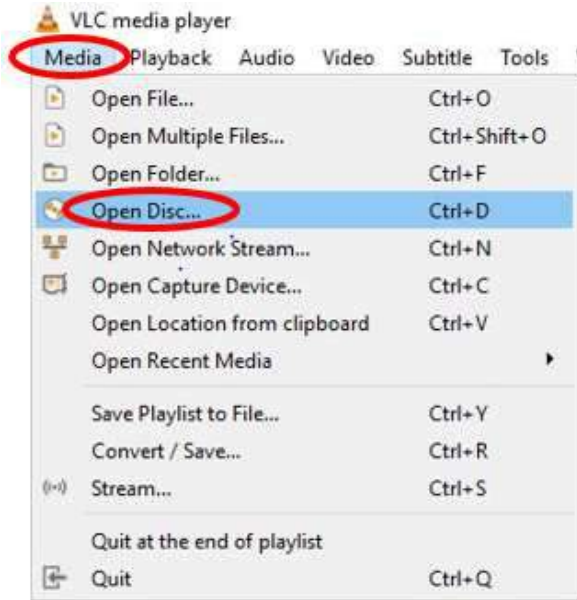 VLC media player
Media Playback Audio Video Subtitle Tools
Open File... Ctrl+O
Open Multiple Files... Ctrl+Shift+O
Open Folder... Ctrl+F
Open Disc... Ctrl+D
Open Network Stream... Ctrl+N
Open Capture Device... Ctrl+C
Open Location from clipboard Ctrl+V
Open Recent Media
Save Playlist to File... Ctrl+Y
Convert / Save... Ctrl+R
Stream... Ctrl+S
Quit at the end of playlist
Quit Ctrl+Q